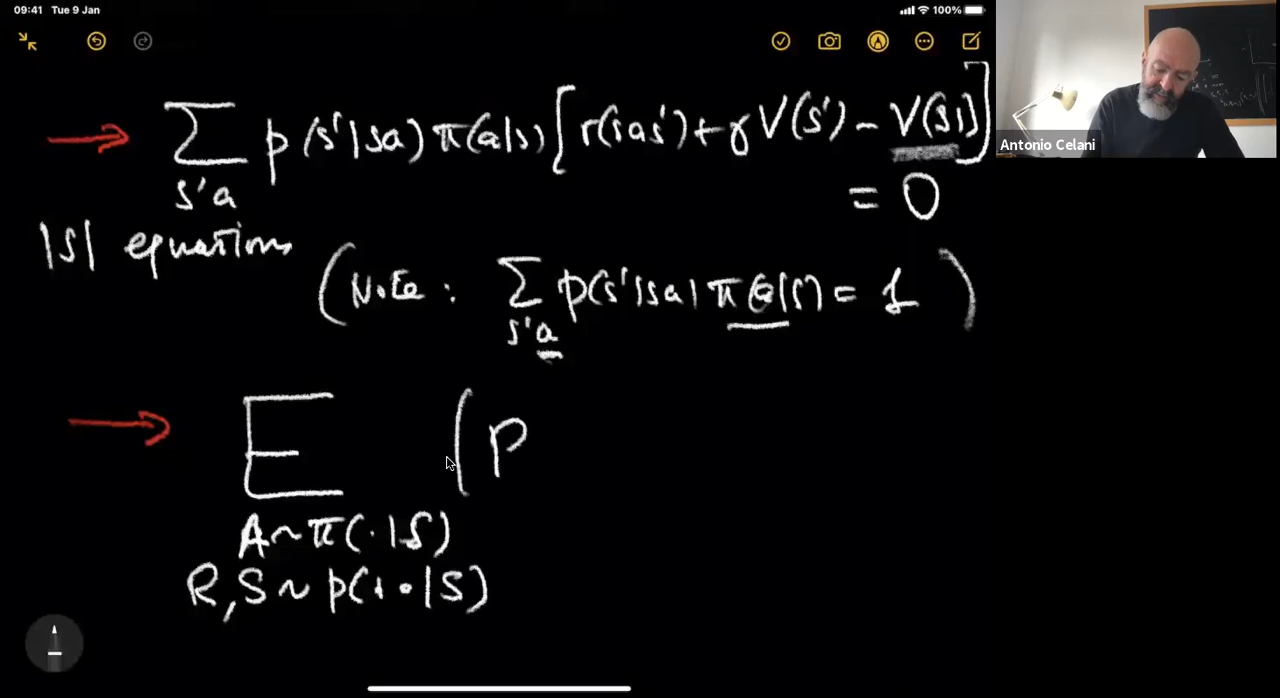 09:41 Tue 9 Jan 100%
Σ p(s'|sa) π(a|s) [r(sas') + γ V(s') - V(s)]
s'a
= 0
|S| equations
(Note: Σ p(s'|sa) π(a|s) = 1)
s'a
E (P
A ~ π(·|S)
R, S ~ p(· ·|S)
Antonio Celani